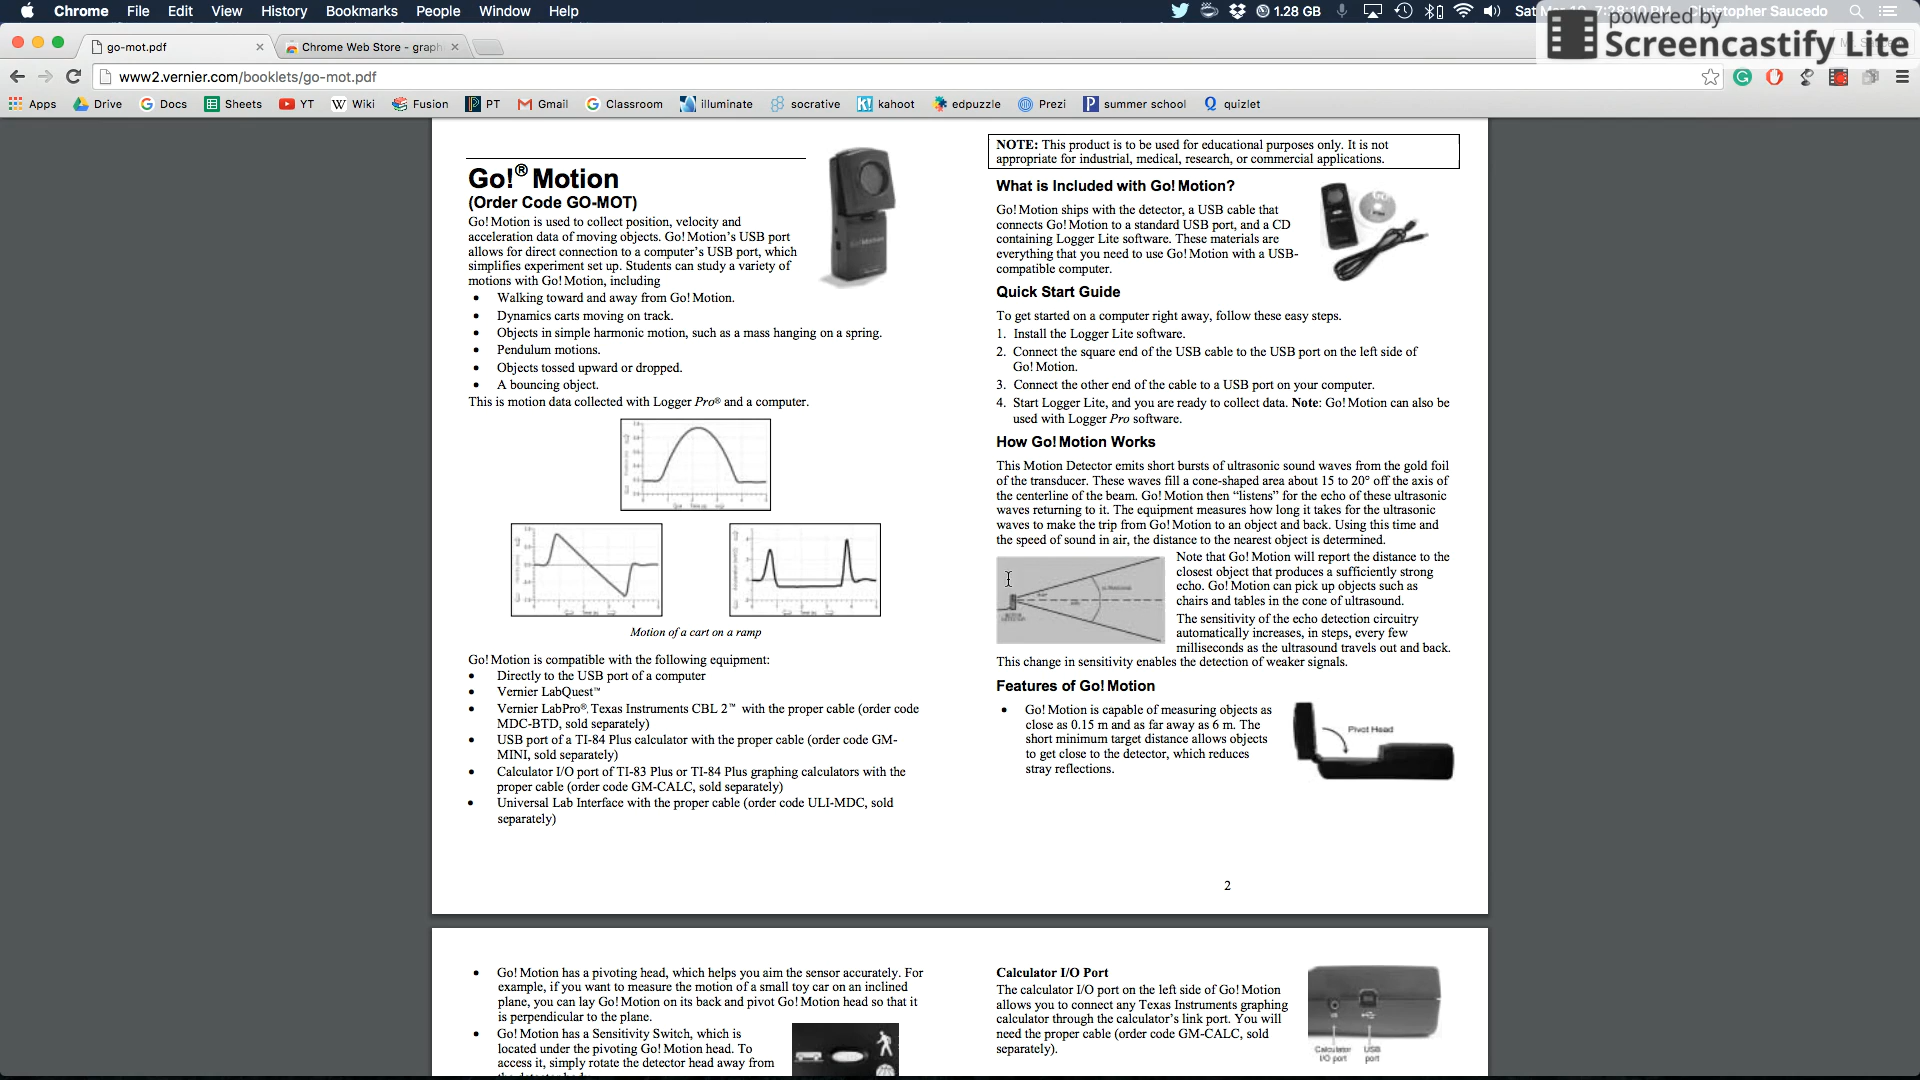 Chrome File Edit View History Bookmarks People Window Help
1.28 GB
Christopher Saucedo
powered by
Screencastify Lite
go-mot.pdf
Chrome Web Store - graph
www2.vernier.com/booklets/go-mot.pdf
Apps Drive Docs Sheets YT Wiki Fusion PT Gmail Classroom illuminate socrative kahoot edpuzzle Prezi summer school quizlet
Go!® Motion
(Order Code GO-MOT)
Go! Motion is used to collect position, velocity and
acceleration data of moving objects. Go! Motion's USB port
allows for direct connection to a computer's USB port, which
simplifies experiment set up. Students can study a variety of
motions with Go! Motion, including
• Walking toward and away from Go! Motion.
• Dynamics carts moving on track.
• Objects in simple harmonic motion, such as a mass hanging on a spring.
• Pendulum motions.
• Objects tossed upward or dropped.
• A bouncing object.
This is motion data collected with Logger Pro® and a computer.
Motion of a cart on a ramp
Go! Motion is compatible with the following equipment:
• Directly to the USB port of a computer
• Vernier LabQuest™
• Vernier LabPro®, Texas Instruments CBL 2™ with the proper cable (order code
MDC-BTD, sold separately)
• USB port of a TI-84 Plus calculator with the proper cable (order code GM-
MINI, sold separately)
• Calculator I/O port of TI-83 Plus or TI-84 Plus graphing calculators with the
proper cable (order code GM-CALC, sold separately)
• Universal Lab Interface with the proper cable (order code ULI-MDC, sold
separately)
NOTE: This product is to be used for educational purposes only. It is not
appropriate for industrial, medical, research, or commercial applications.
What is Included with Go! Motion?
Go! Motion ships with the detector, a USB cable that
connects Go! Motion to a standard USB port, and a CD
containing Logger Lite software. These materials are
everything that you need to use Go! Motion with a USB-
compatible computer.
Quick Start Guide
To get started on a computer right away, follow these easy steps.
1. Install the Logger Lite software.
2. Connect the square end of the USB cable to the USB port on the left side of
Go! Motion.
3. Connect the other end of the cable to a USB port on your computer.
4. Start Logger Lite, and you are ready to collect data. Note: Go! Motion can also be
used with Logger Pro software.
How Go! Motion Works
This Motion Detector emits short bursts of ultrasonic sound waves from the gold foil
of the transducer. These waves fill a cone-shaped area about 15 to 20° off the axis of
the centerline of the beam. Go! Motion then “listens” for the echo of these ultrasonic
waves returning to it. The equipment measures how long it takes for the ultrasonic
waves to make the trip from Go! Motion to an object and back. Using this time and
the speed of sound in air, the distance to the nearest object is determined.
Note that Go! Motion will report the distance to the
closest object that produces a sufficiently strong
echo. Go! Motion can pick up objects such as
chairs and tables in the cone of ultrasound.
The sensitivity of the echo detection circuitry
automatically increases, in steps, every few
milliseconds as the ultrasound travels out and back.
This change in sensitivity enables the detection of weaker signals.
Features of Go! Motion
• Go! Motion is capable of measuring objects as
close as 0.15 m and as far away as 6 m. The
short minimum target distance allows objects
to get close to the detector, which reduces
stray reflections.
Pivot Head
2
• Go! Motion has a pivoting head, which helps you aim the sensor accurately. For
example, if you want to measure the motion of a small toy car on an inclined
plane, you can lay Go! Motion on its back and pivot Go! Motion head so that it
is perpendicular to the plane.
• Go! Motion has a Sensitivity Switch, which is
located under the pivoting Go! Motion head. To
access it, simply rotate the detector head away from
Calculator I/O Port
The calculator I/O port on the left side of Go! Motion
allows you to connect any Texas Instruments graphing
calculator through the calculator's link port. You will
need the proper cable (order code GM-CALC, sold
separately).
Calculator USB
I/O port port